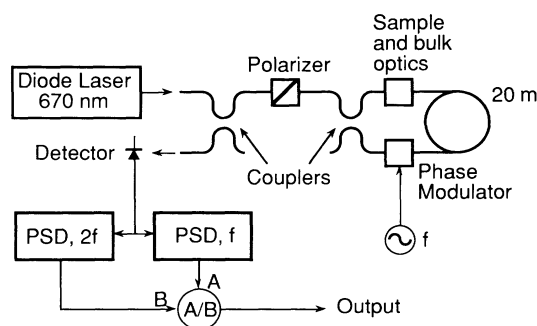 Sample
and bulk
optics
Polarizer
Diode Laser
670 nm
20 m
Detector
Couplers
Phase
Modulator
f
PSD, 2f
PSD, f
A
B
A/B
Output